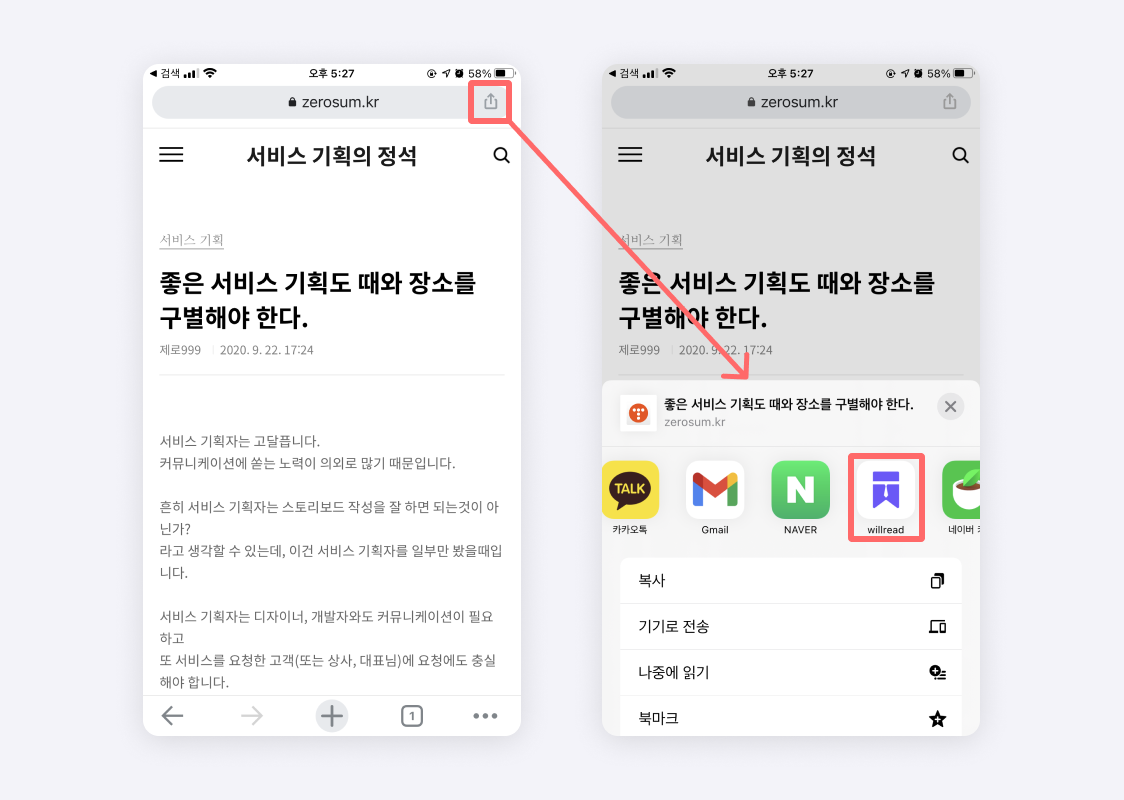 검색
오후 5:27
58%
zerosum.kr
서비스 기획의 정석
서비스 기획
좋은 서비스 기획도 때와 장소를
구별해야 한다.
제로999
2020. 9. 22. 17:24
서비스 기획자는 고달픕니다.
커뮤니케이션에 쏟는 노력이 의외로 많기 때문입니다.
흔히 서비스 기획자는 스토리보드 작성을 잘 하면 되는것이 아
닌가?
라고 생각할 수 있는데, 이건 서비스 기획자를 일부만 봤을때입
니다.
서비스 기획자는 디자이너, 개발자와도 커뮤니케이션이 필요
하고
또 서비스를 요청한 고객(또는 상사, 대표님)에 요청에도 충실
해야 합니다.
1
검색
오후 5:27
58%
zerosum.kr
서비스 기획의 정석
서비스 기획
좋은 서비스 기획도 때와 장소를
구별해야 한다.
제로999
2020. 9. 22. 17:24
좋은 서비스 기획도 때와 장소를 구별해야 한다.
zerosum.kr
TALK
카카오톡
Gmail
N
NAVER
willread
네이버
복사
기기로 전송
나중에 읽기
북마크